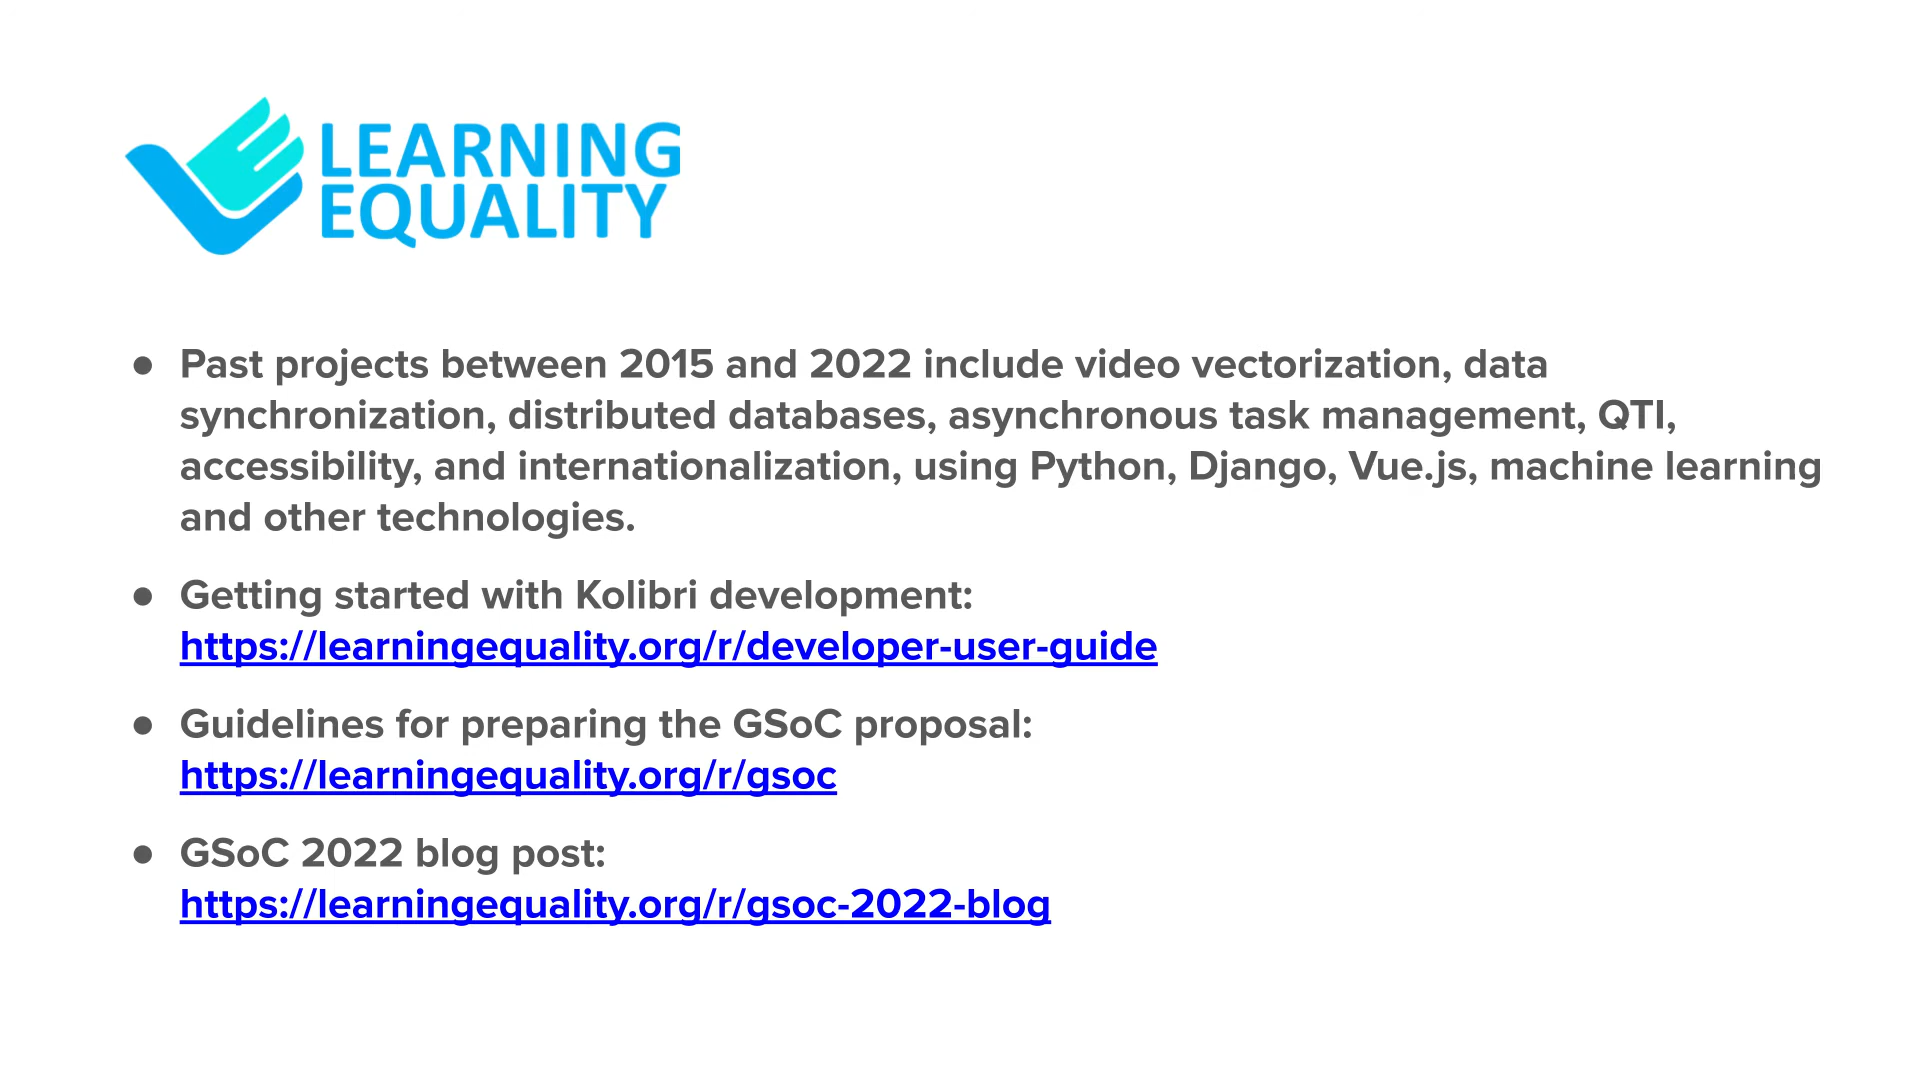 LEARNING
EQUALITY
● Past projects between 2015 and 2022 include video vectorization, data
synchronization, distributed databases, asynchronous task management, QTI,
accessibility, and internationalization, using Python, Django, Vue.js, machine learning
and other technologies.
● Getting started with Kolibri development:
https://learningequality.org/r/developer-user-guide
● Guidelines for preparing the GSoC proposal:
https://learningequality.org/r/gsoc
● GSoC 2022 blog post:
https://learningequality.org/r/gsoc-2022-blog